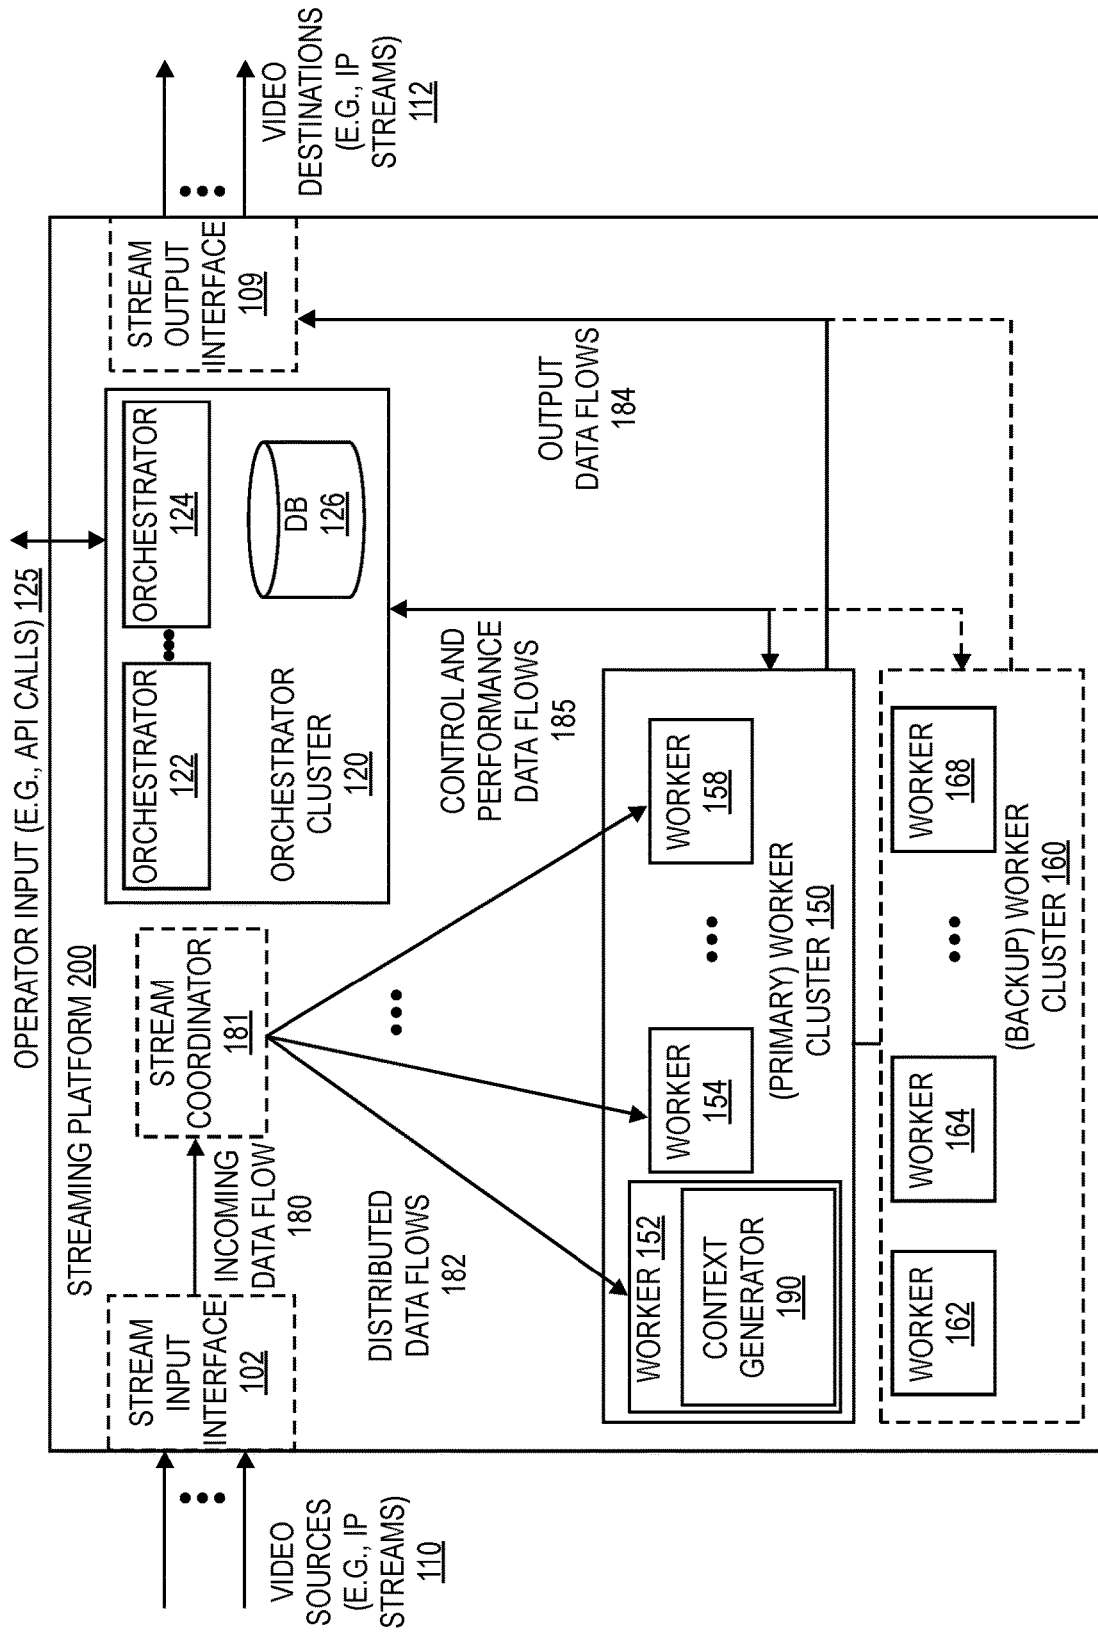 OPERATOR INPUT (E.G., API CALLS) 125
STREAMING PLATFORM 200
VIDEO
SOURCES
(E.G., IP
STREAMS)
110
STREAM
INPUT
INTERFACE
102
INCOMING
DATA FLOW
180
STREAM
COORDINATOR
181
ORCHESTRATOR
122
ORCHESTRATOR
124
DB
126
ORCHESTRATOR
CLUSTER
120
STREAM
OUTPUT
INTERFACE
109
VIDEO
DESTINATIONS
(E.G., IP
STREAMS)
112
DISTRIBUTED
DATA FLOWS
182
CONTROL AND
PERFORMANCE
DATA FLOWS
185
OUTPUT
DATA FLOWS
184
WORKER 152
CONTEXT
GENERATOR
190
WORKER
154
WORKER
158
(PRIMARY) WORKER
CLUSTER 150
WORKER
162
WORKER
164
WORKER
168
(BACKUP) WORKER
CLUSTER 160